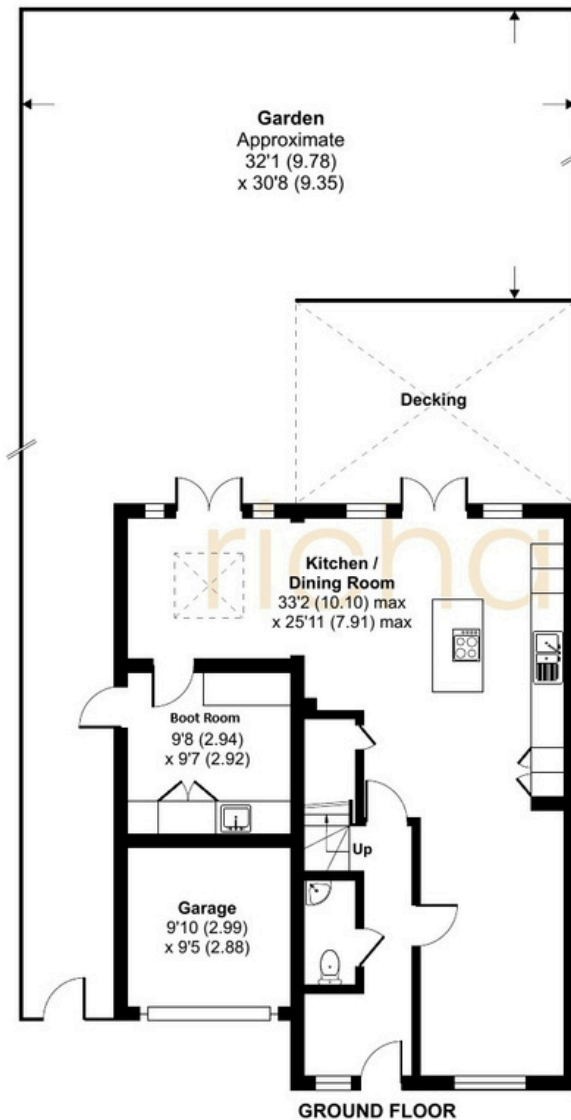 Garden
Approximate
32'1 (9.78)
x 30'8 (9.35)
Decking
richa
Kitchen /
Dining Room
33'2 (10.10) max
x 25'11 (7.91) max
Boot Room
9'8 (2.94)
x 9'7 (2.92)
Up
Garage
9'10 (2.99)
x 9'5 (2.88)
GROUND FLOOR